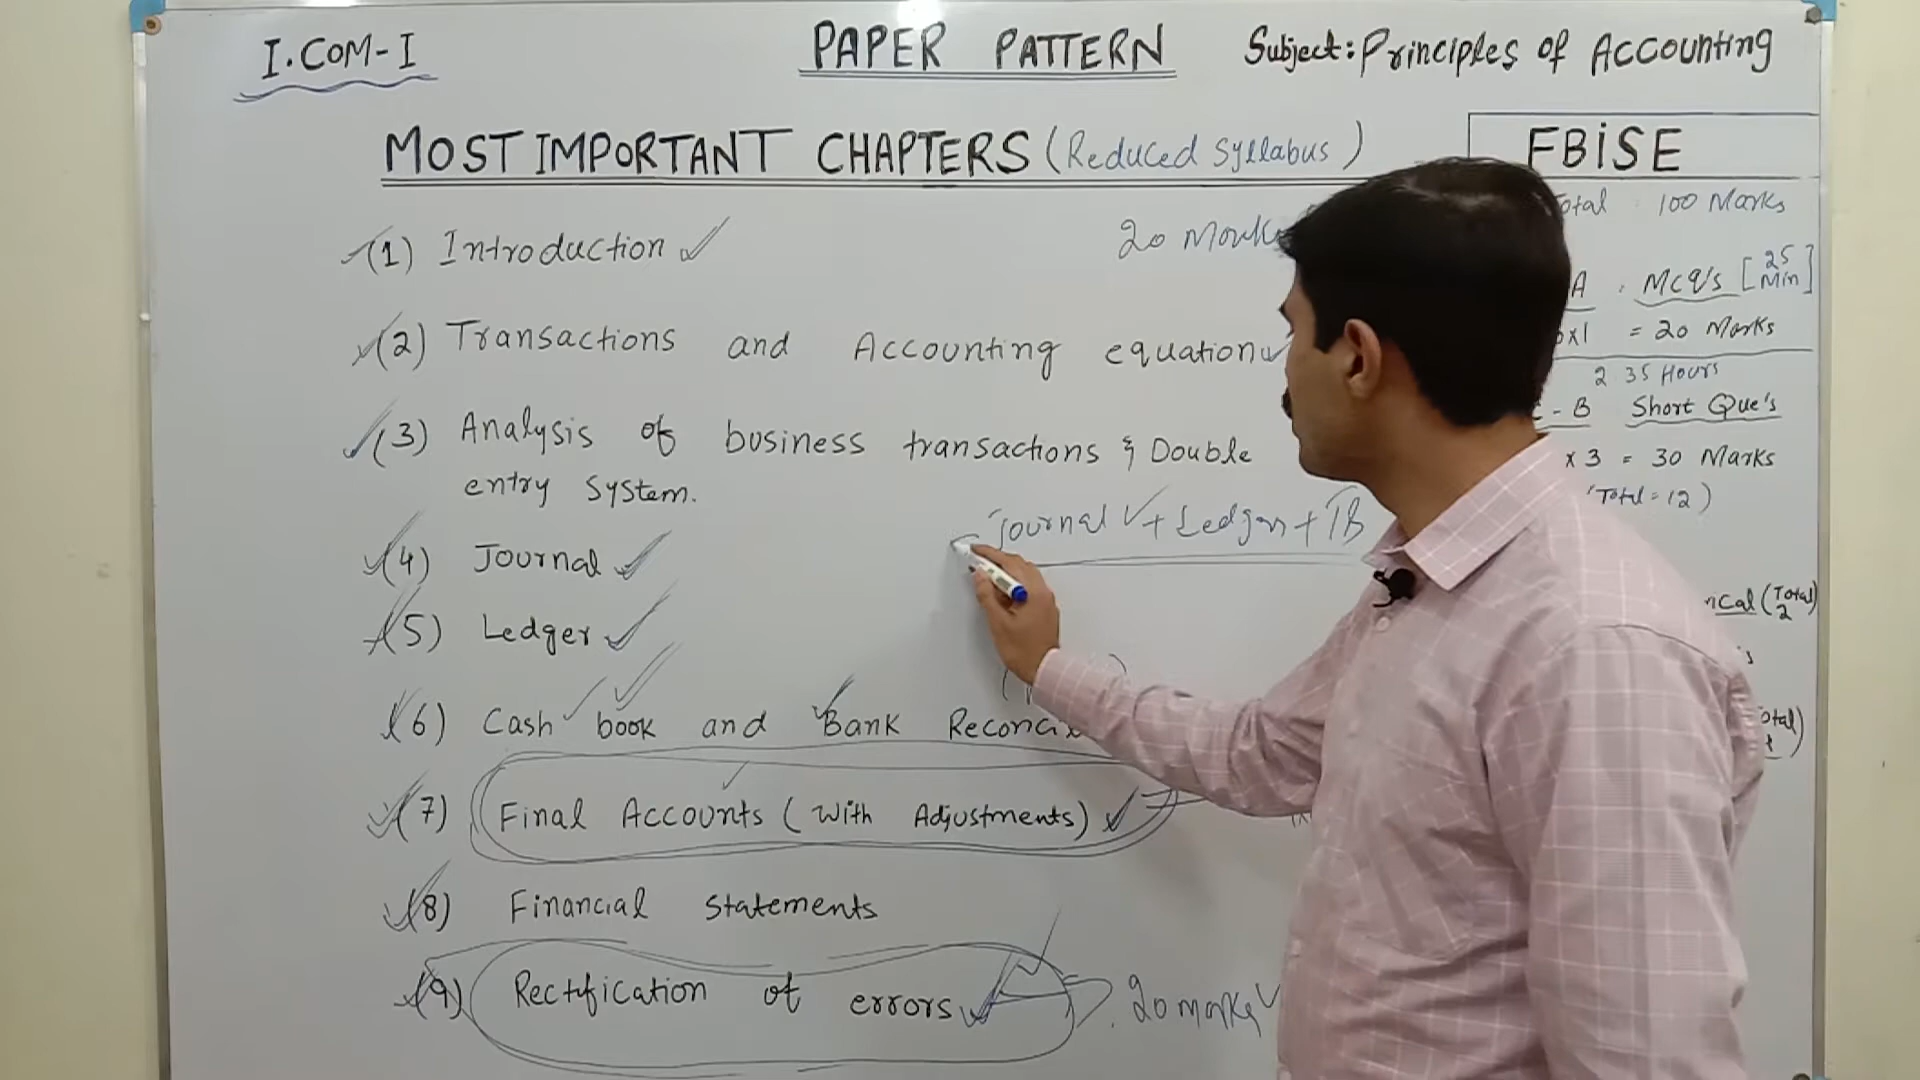 I.COM-I
PAPER PATTERN
Subject: Principles of Accounting
MOST IMPORTANT CHAPTERS (Reduced Syllabus)
(1) Introduction
20 Marks
(2) Transactions and Accounting equation
(3) Analysis of business transactions & Double
entry System.
Journal + Ledger + TB
(4) Journal
(5) Ledger
(6) Cash book and Bank
(7) Final Accounts (With Adjustments)
(8) Financial statements
(9) Rectification of errors
20 marks
FBiSE
100 Marks
A . MCQ's [25 Min]
x1 = 20 Marks
2 35 Hours
- B Short Que's
x 3 = 30 Marks
(Total = 12)
(Total 2